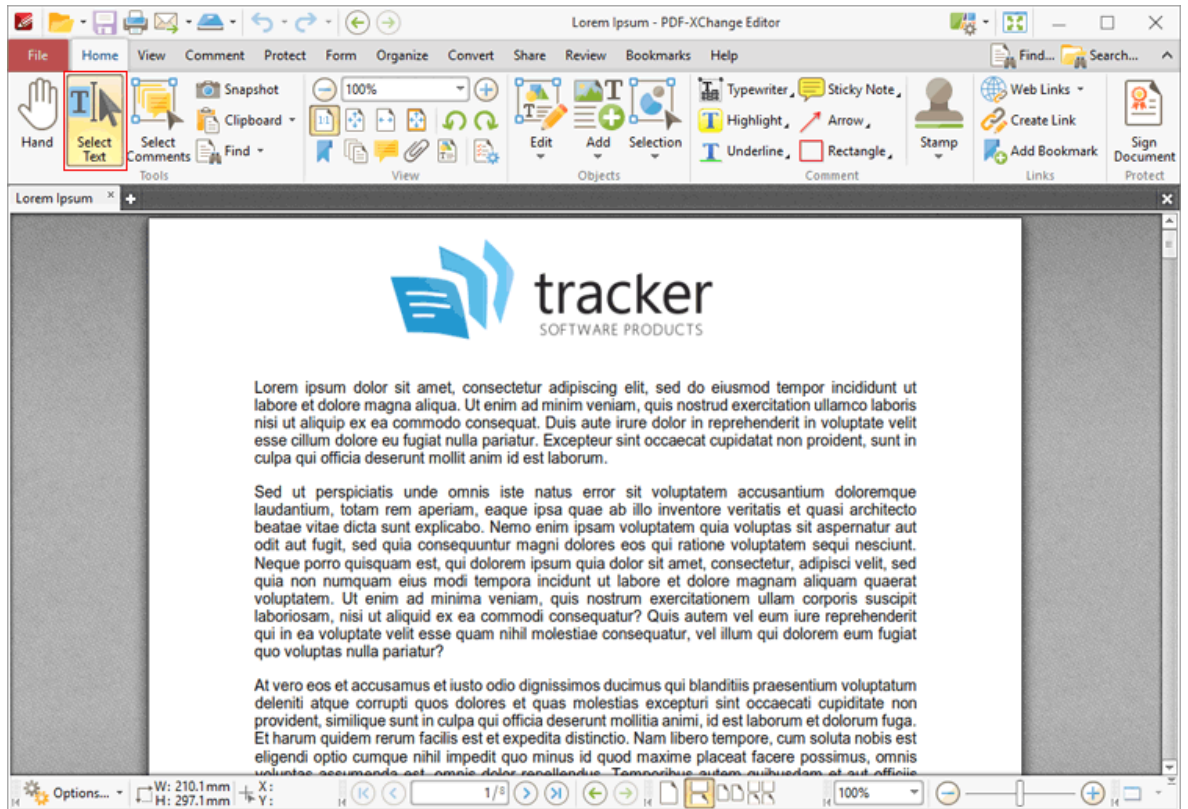 Lorem Ipsum - PDF-XChange Editor
File Home View Comment Protect Form Organize Convert Share Review Bookmarks Help Find... Search...
Hand
Select Text
Select Comments
Snapshot
Clipboard
Find
Tools
100%
1:1
View
Edit
Add
Selection
Objects
Typewriter
Highlight
Underline
Sticky Note
Arrow
Rectangle
Stamp
Comment
Web Links
Create Link
Add Bookmark
Links
Sign Document
Protect
Lorem Ipsum
tracker
SOFTWARE PRODUCTS
Lorem ipsum dolor sit amet, consectetur adipiscing elit, sed do eiusmod tempor incididunt ut
labore et dolore magna aliqua. Ut enim ad minim veniam, quis nostrud exercitation ullamco laboris
nisi ut aliquip ex ea commodo consequat. Duis aute irure dolor in reprehenderit in voluptate velit
esse cillum dolore eu fugiat nulla pariatur. Excepteur sint occaecat cupidatat non proident, sunt in
culpa qui officia deserunt mollit anim id est laborum.
Sed ut perspiciatis unde omnis iste natus error sit voluptatem accusantium doloremque
laudantium, totam rem aperiam, eaque ipsa quae ab illo inventore veritatis et quasi architecto
beatae vitae dicta sunt explicabo. Nemo enim ipsam voluptatem quia voluptas sit aspernatur aut
odit aut fugit, sed quia consequuntur magni dolores eos qui ratione voluptatem sequi nesciunt.
Neque porro quisquam est, qui dolorem ipsum quia dolor sit amet, consectetur, adipisci velit, sed
quia non numquam eius modi tempora incidunt ut labore et dolore magnam aliquam quaerat
voluptatem. Ut enim ad minima veniam, quis nostrum exercitationem ullam corporis suscipit
laboriosam, nisi ut aliquid ex ea commodi consequatur? Quis autem vel eum iure reprehenderit
qui in ea voluptate velit esse quam nihil molestiae consequatur, vel illum qui dolorem eum fugiat
quo voluptas nulla pariatur?
At vero eos et accusamus et iusto odio dignissimos ducimus qui blanditiis praesentium voluptatum
deleniti atque corrupti quos dolores et quas molestias excepturi sint occaecati cupiditate non
provident, similique sunt in culpa qui officia deserunt mollitia animi, id est laborum et dolorum fuga.
Et harum quidem rerum facilis est et expedita distinctio. Nam libero tempore, cum soluta nobis est
eligendi optio cumque nihil impedit quo minus id quod maxime placeat facere possimus, omnis
voluptas assumenda est, omnis dolor repellendus. Temporibus autem quibusdam et aut officiis
Options...
W: 210.1mm
H: 297.1mm
X:
Y:
1/8
100%